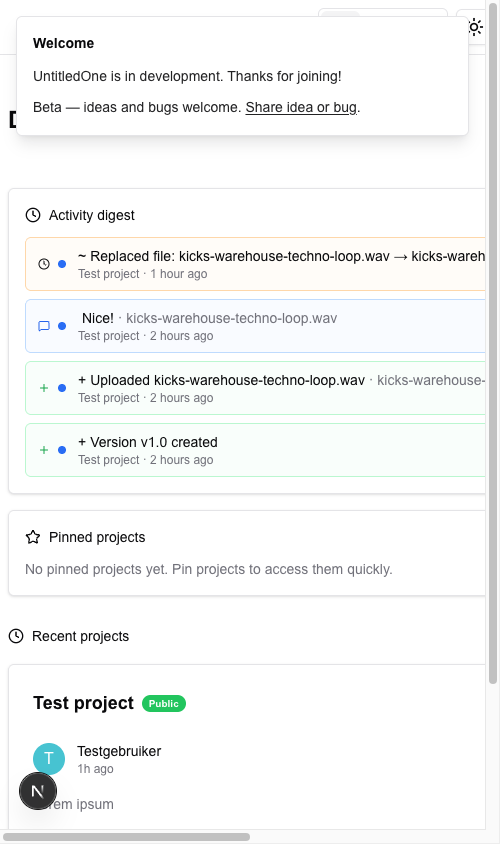 Welcome
UntitledOne is in development. Thanks for joining!
Beta — ideas and bugs welcome. Share idea or bug.
Activity digest
~ Replaced file: kicks-warehouse-techno-loop.wav → kicks-wareh
Test project · 1 hour ago
Nice! · kicks-warehouse-techno-loop.wav
Test project · 2 hours ago
+ Uploaded kicks-warehouse-techno-loop.wav · kicks-warehouse-
Test project · 2 hours ago
+ Version v1.0 created
Test project · 2 hours ago
Pinned projects
No pinned projects yet. Pin projects to access them quickly.
Recent projects
Test project Public
T Testgebruiker
1h ago
N
em ipsum